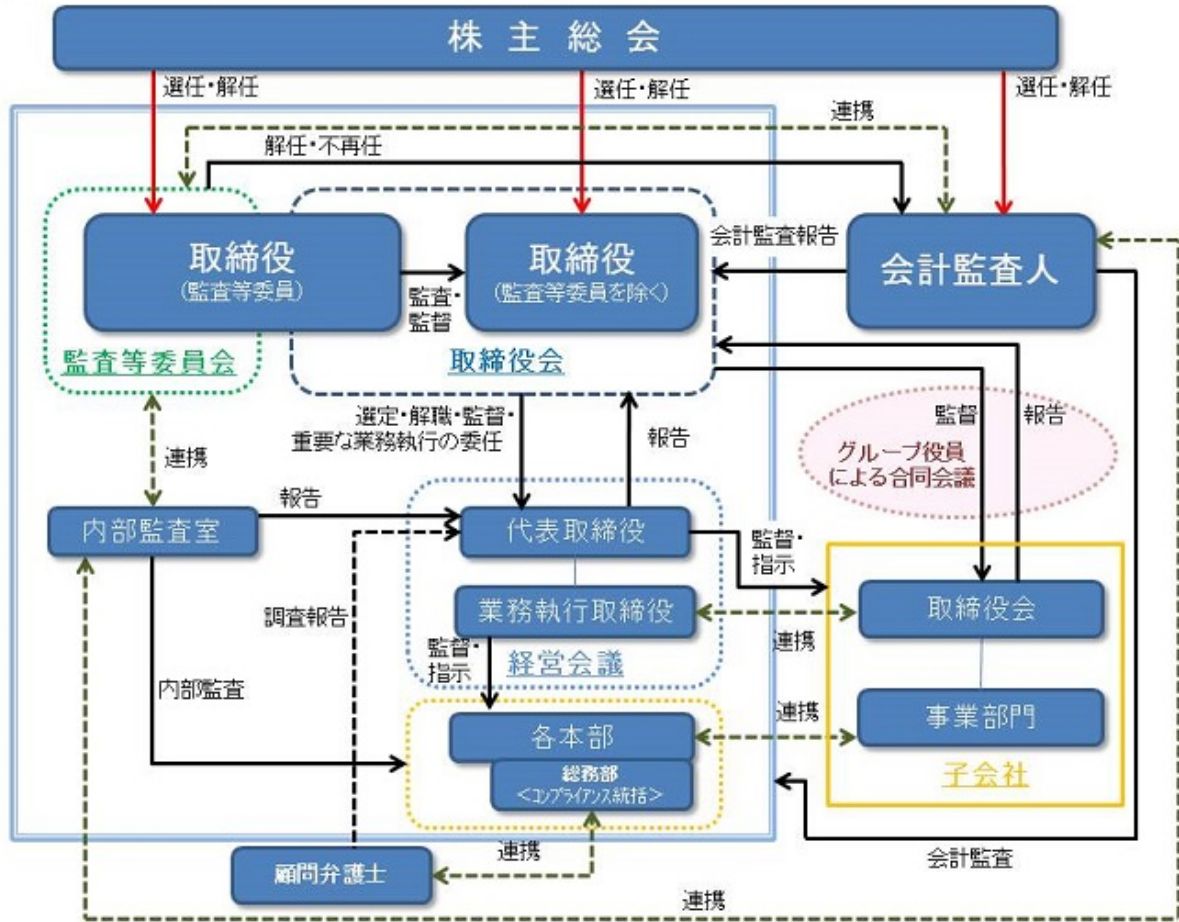 株主総会
選任・解任
選任・解任
選任・解任
連携
解任・不再任
取締役
(監査等委員)
監査・
監督
取締役
(監査等委員を除く)
会計監査報告
会計監査人
監査等委員会
取締役会
選定・解職・監督・
重要な業務執行の委任
報告
監督
報告
グループ役員
による合同会議
連携
内部監査室
報告
代表取締役
監督・
指示
業務執行取締役
取締役会
連携
調査報告
監督・
指示
経営会議
内部監査
各本部
連携
事業部門
総務部
<コンプライアンス統括>
子会社
顧問弁護士
連携
会計監査
連携